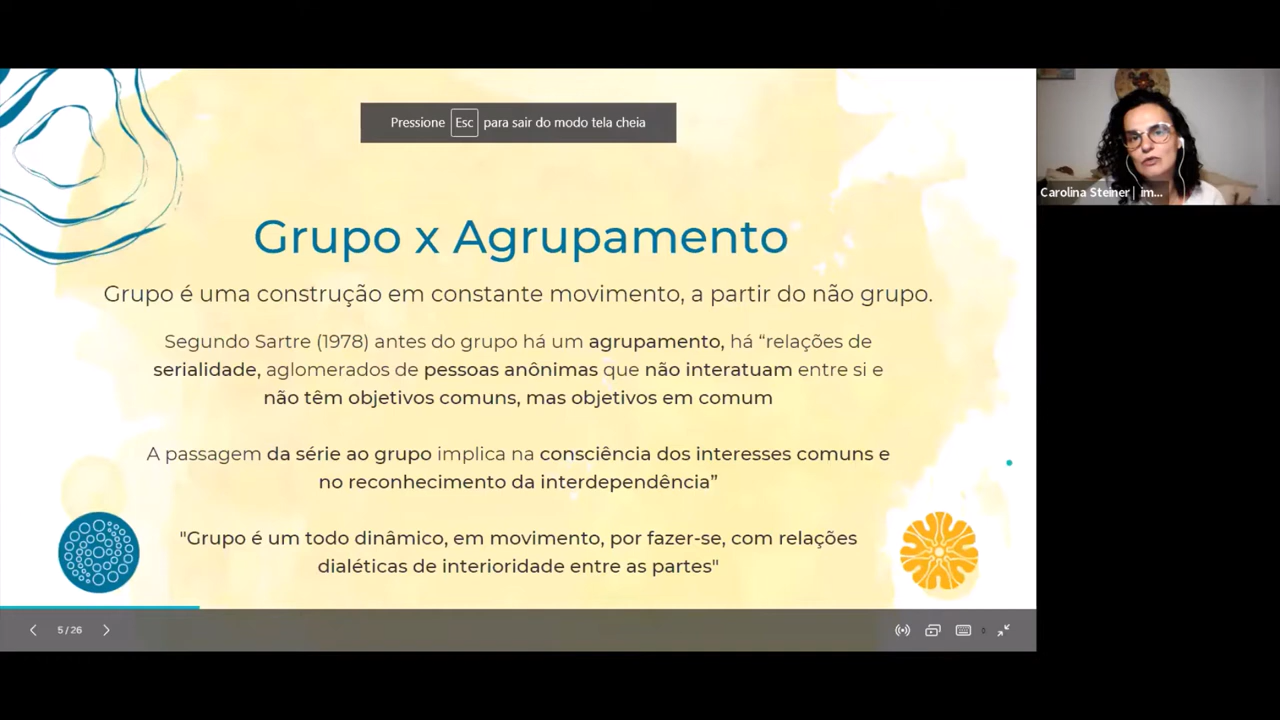 Pressione Esc para sair do modo tela cheia
Carolina Steiner| im...
Grupo x Agrupamento
Grupo é uma construção em constante movimento, a partir do não grupo.
Segundo Sartre (1978) antes do grupo há um agrupamento, há “relações de
serialidade, aglomerados de pessoas anônimas que não interatuam entre si e
não têm objetivos comuns, mas objetivos em comum
A passagem da série ao grupo implica na consciência dos interesses comuns e
no reconhecimento da interdependência”
"Grupo é um todo dinâmico, em movimento, por fazer-se, com relações
dialéticas de interioridade entre as partes"
5 / 26